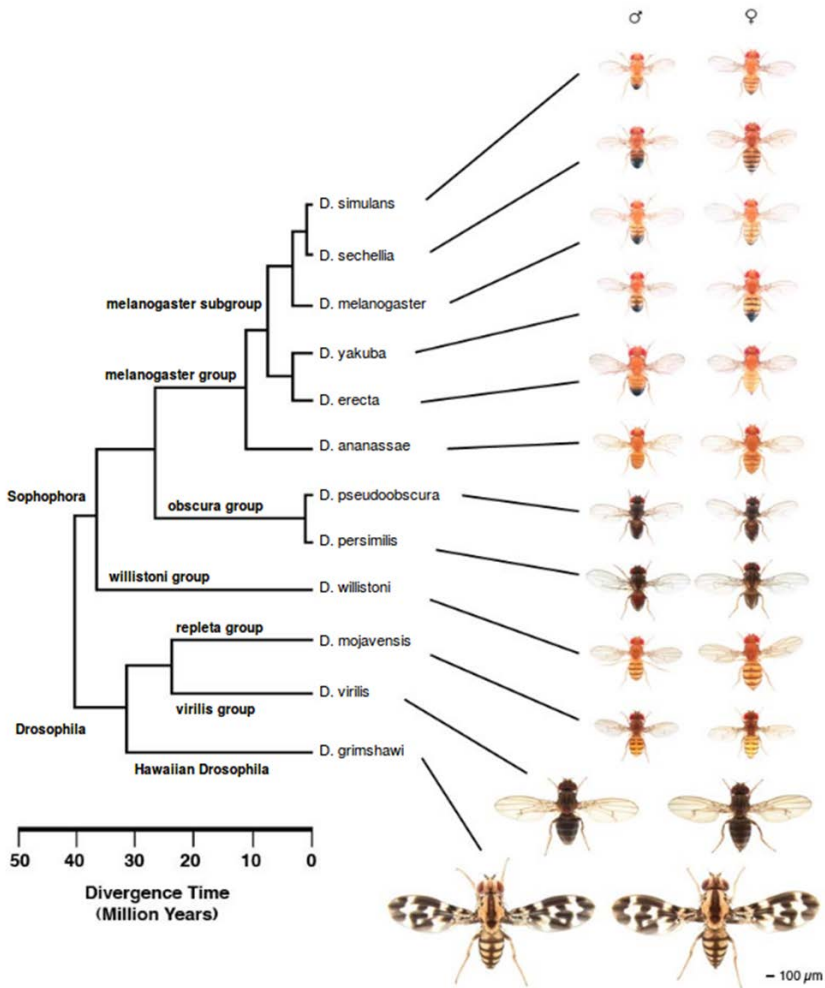 ♂ ♀
D. simulans
D. sechellia
melanogaster subgroup
D. melanogaster
D. yakuba
melanogaster group
D. erecta
D. ananassae
Sophophora
D. pseudoobscura
obscura group
D. persimilis
willistoni group
D. willistoni
repleta group
D. mojavensis
D. virilis
virilis group
Drosophila
D. grimshawi
Hawaiian Drosophila
50 40 30 20 10 0
Divergence Time
(Million Years)
100 µm